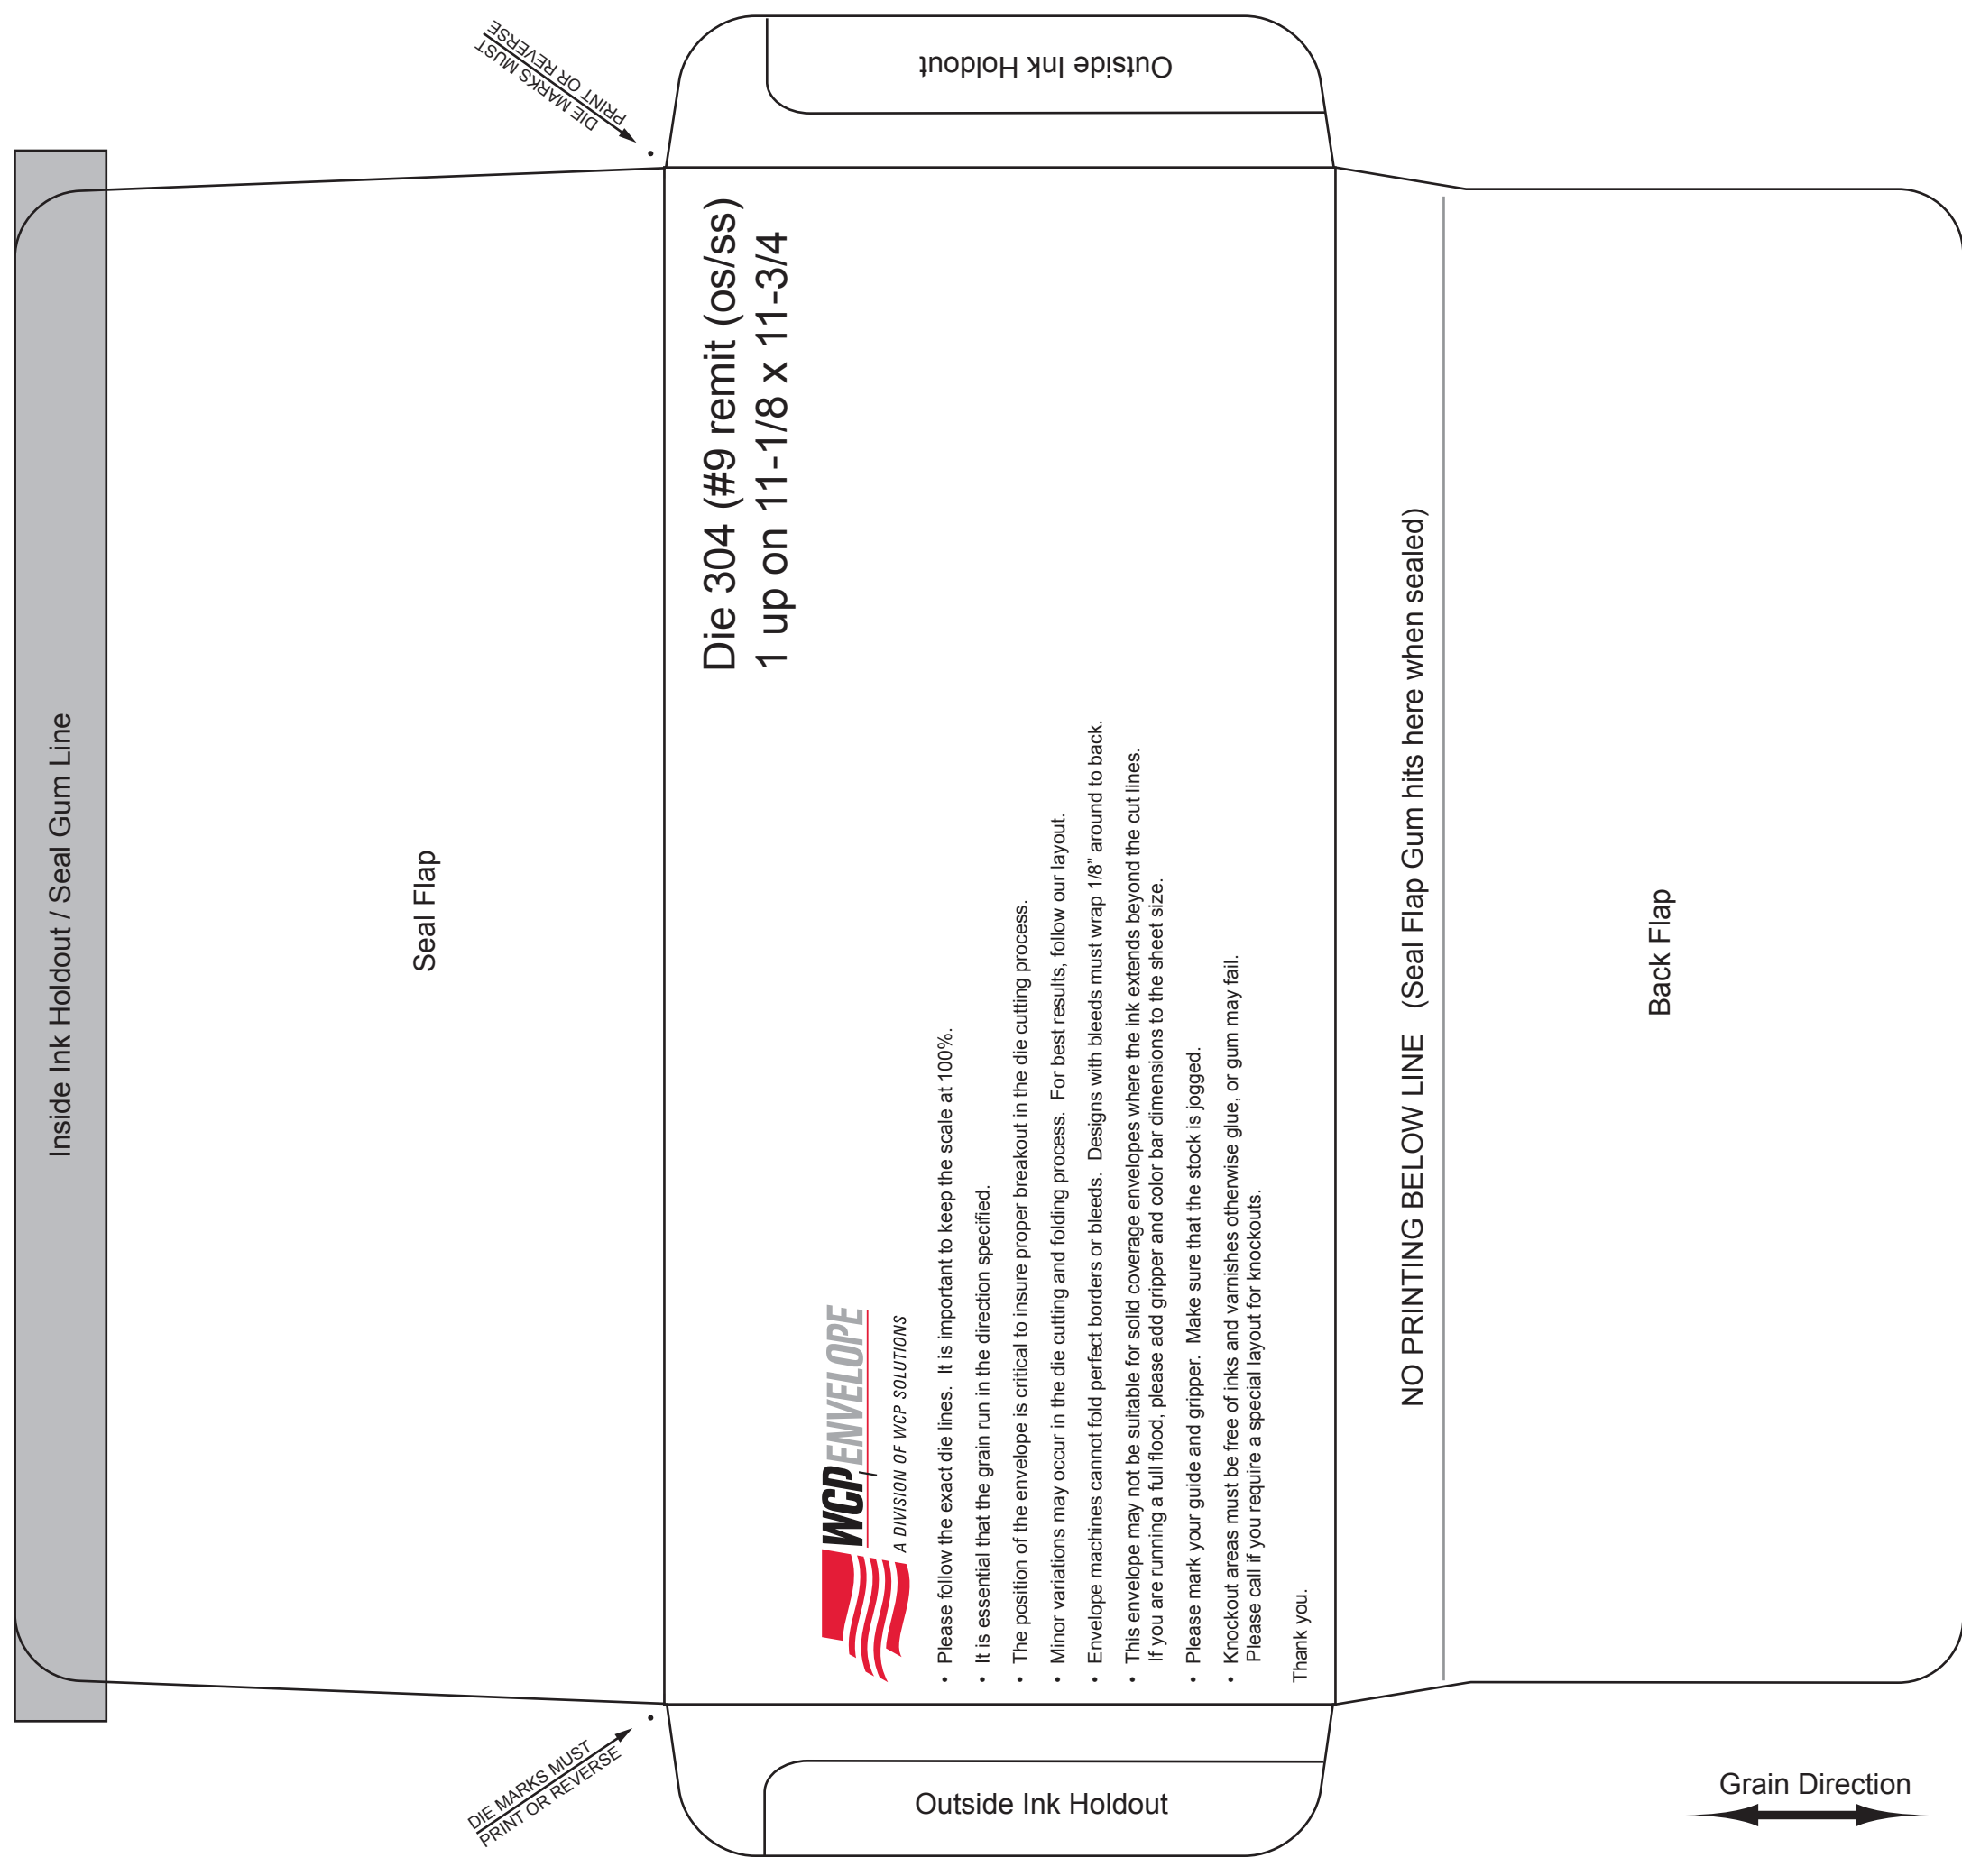 DIE MARKS MUST
PRINT OR REVERSE
Outside Ink Holdout
Inside Ink Holdout / Seal Gum Line
Seal Flap
Die 304 (#9 remit (os/ss)
1 up on 11-1/8 x 11-3/4
WCP ENVELOPE
A DIVISION OF WCP SOLUTIONS
• Please follow the exact die lines. It is important to keep the scale at 100%.
• It is essential that the grain run in the direction specified.
• The position of the envelope is critical to insure proper breakout in the die cutting process.
• Minor variations may occur in the die cutting and folding process. For best results, follow our layout.
• Envelope machines cannot fold perfect borders or bleeds. Designs with bleeds must wrap 1/8” around to back.
• This envelope may not be suitable for solid coverage envelopes where the ink extends beyond the cut lines.
If you are running a full flood, please add gripper and color bar dimensions to the sheet size.
• Please mark your guide and gripper. Make sure that the stock is jogged.
• Knockout areas must be free of inks and varnishes otherwise glue, or gum may fail.
Please call if you require a special layout for knockouts.
Thank you.
NO PRINTING BELOW LINE (Seal Flap Gum hits here when sealed)
Back Flap
DIE MARKS MUST
PRINT OR REVERSE
Outside Ink Holdout
Grain Direction